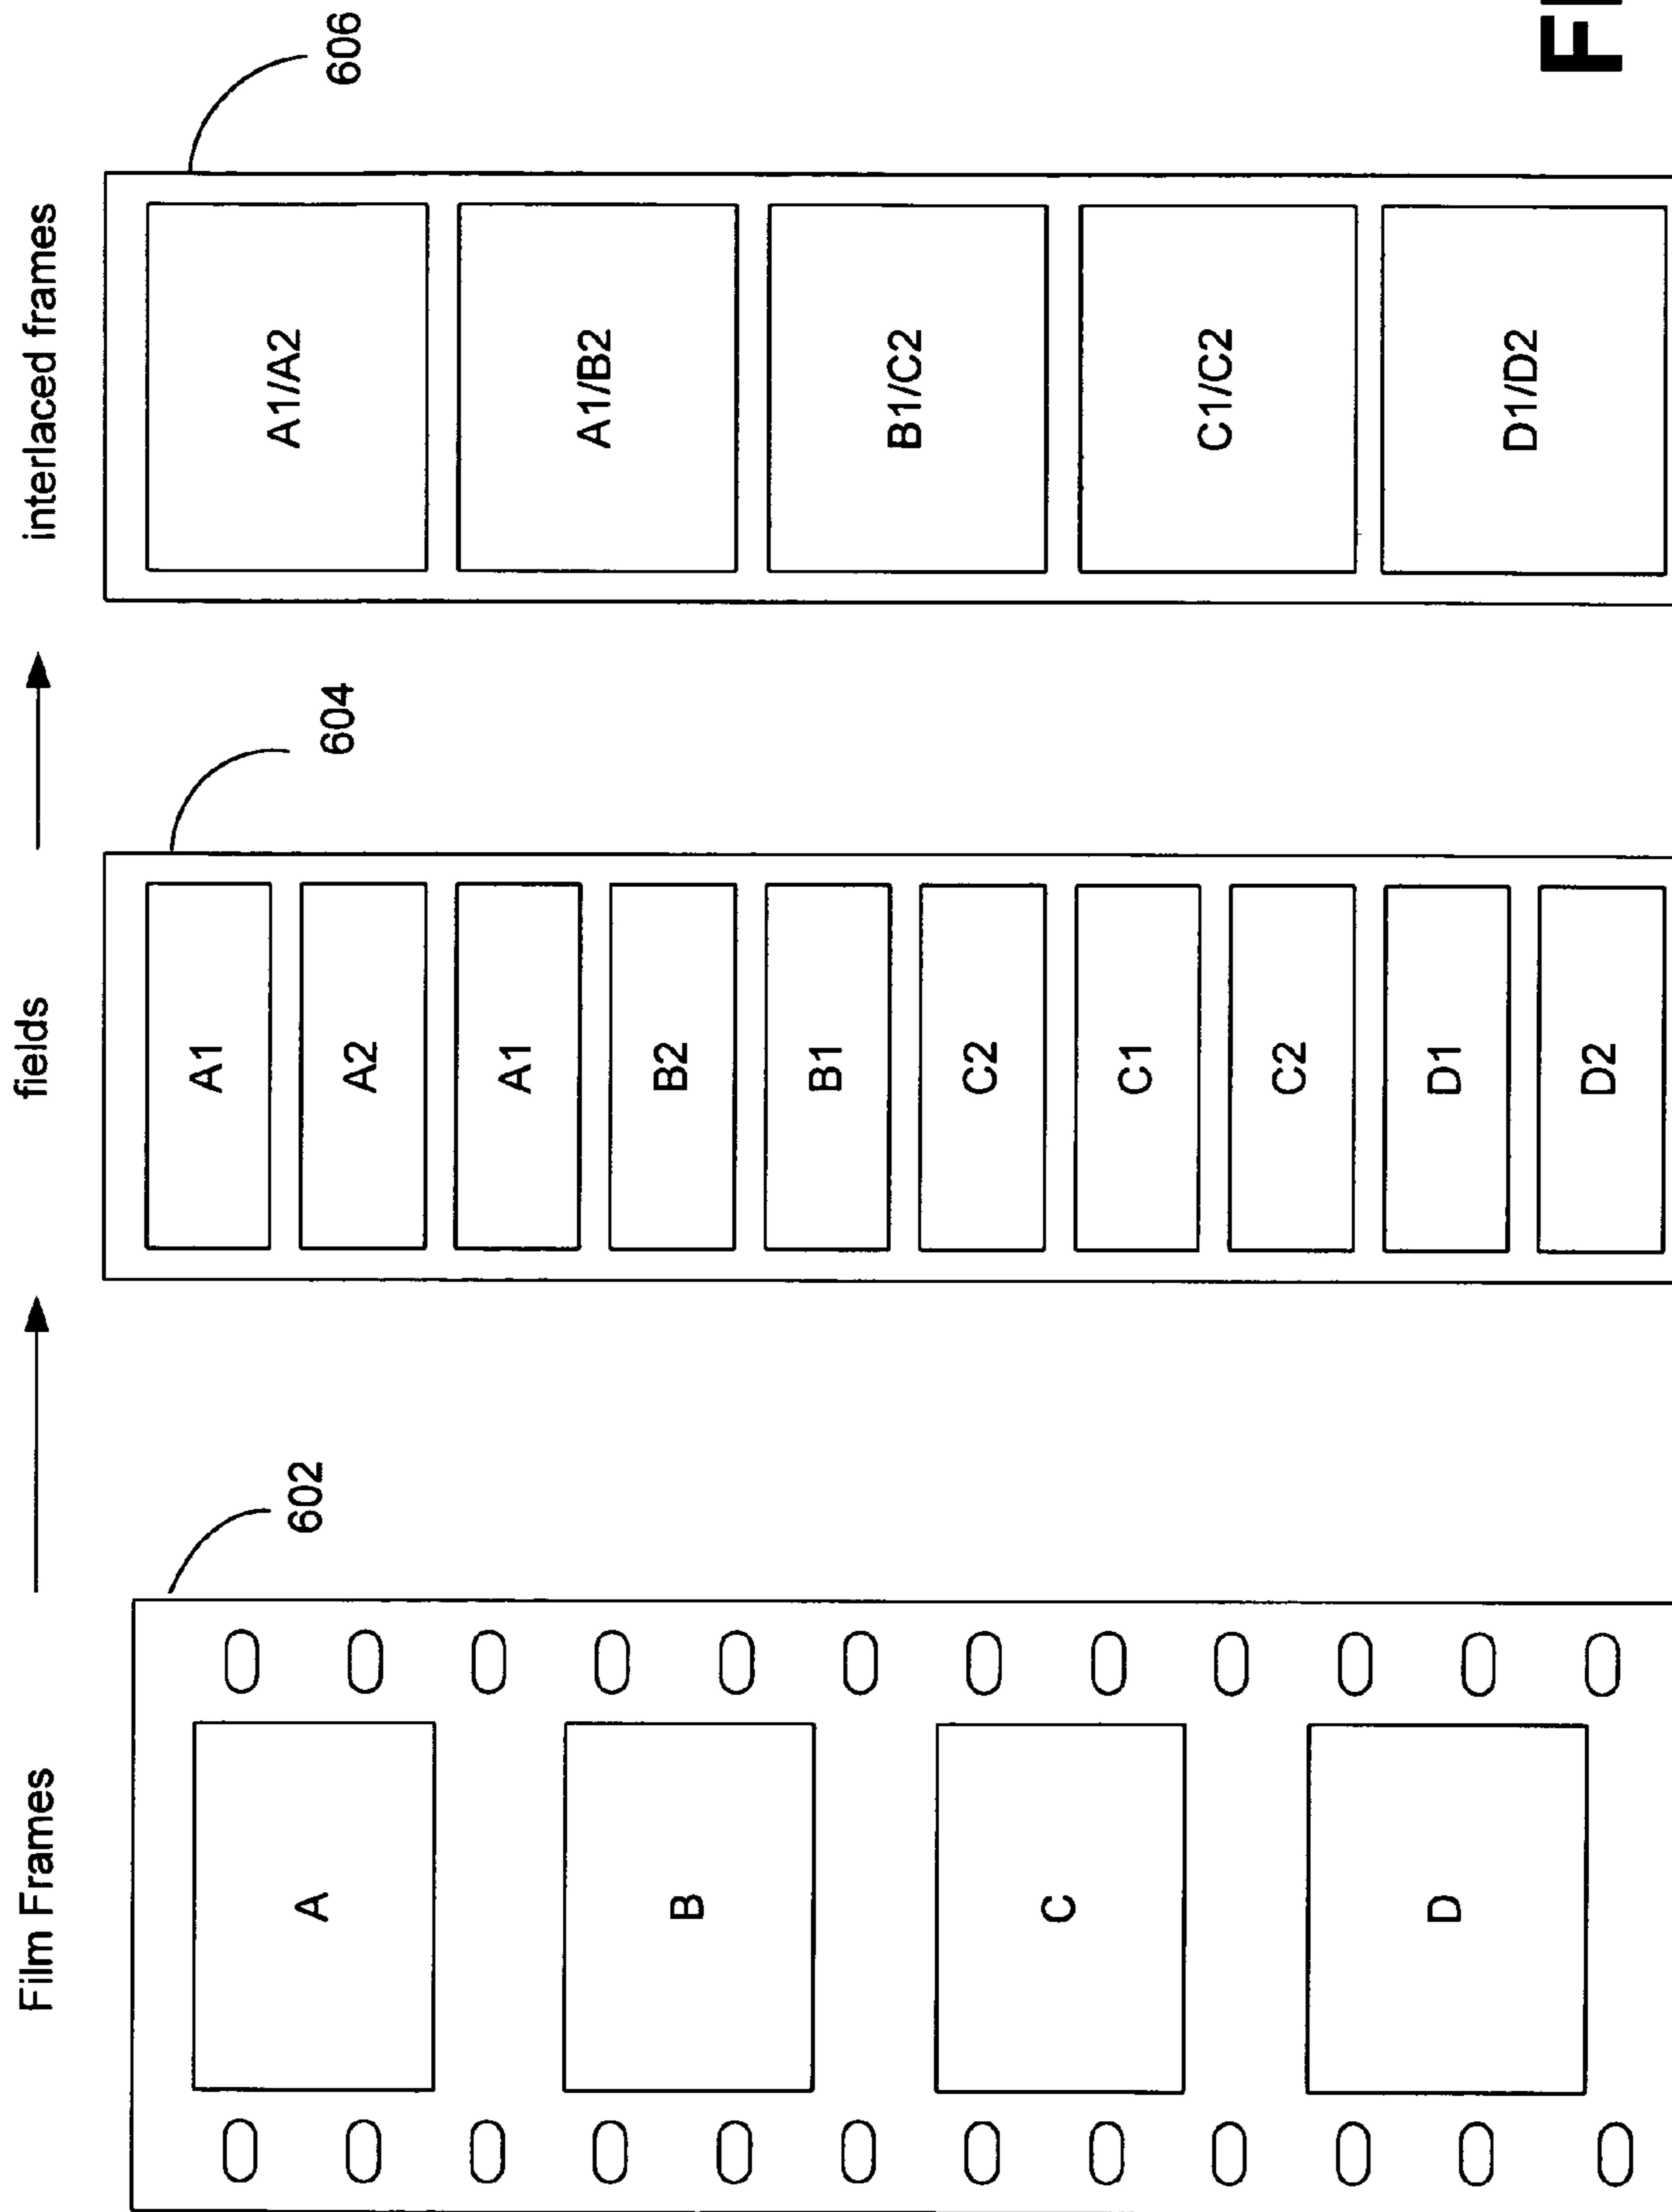 Film Frames
fields
interlaced frames
602
604
606
A
B
C
D
A1
A2
A1
B2
B1
C2
C1
C2
D1
D2
A1/A2
A1/B2
B1/C2
C1/C2
D1/D2